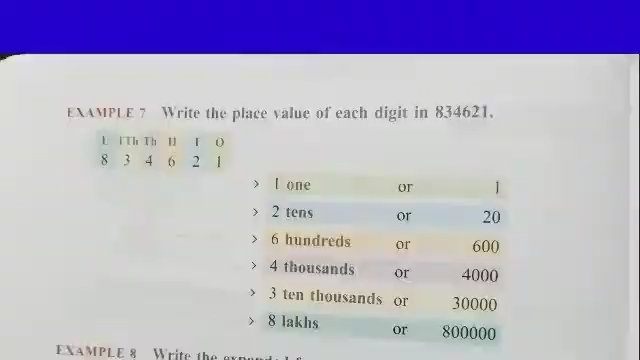 EXAMPLE 7 Write the place value of each digit in 834621.
L TTh Th H T O
8 3 4 6 2 1
> 1 one or 1
> 2 tens or 20
> 6 hundreds or 600
> 4 thousands or 4000
> 3 ten thousands or 30000
> 8 lakhs or 800000
EXAMPLE 8 Write the expanded